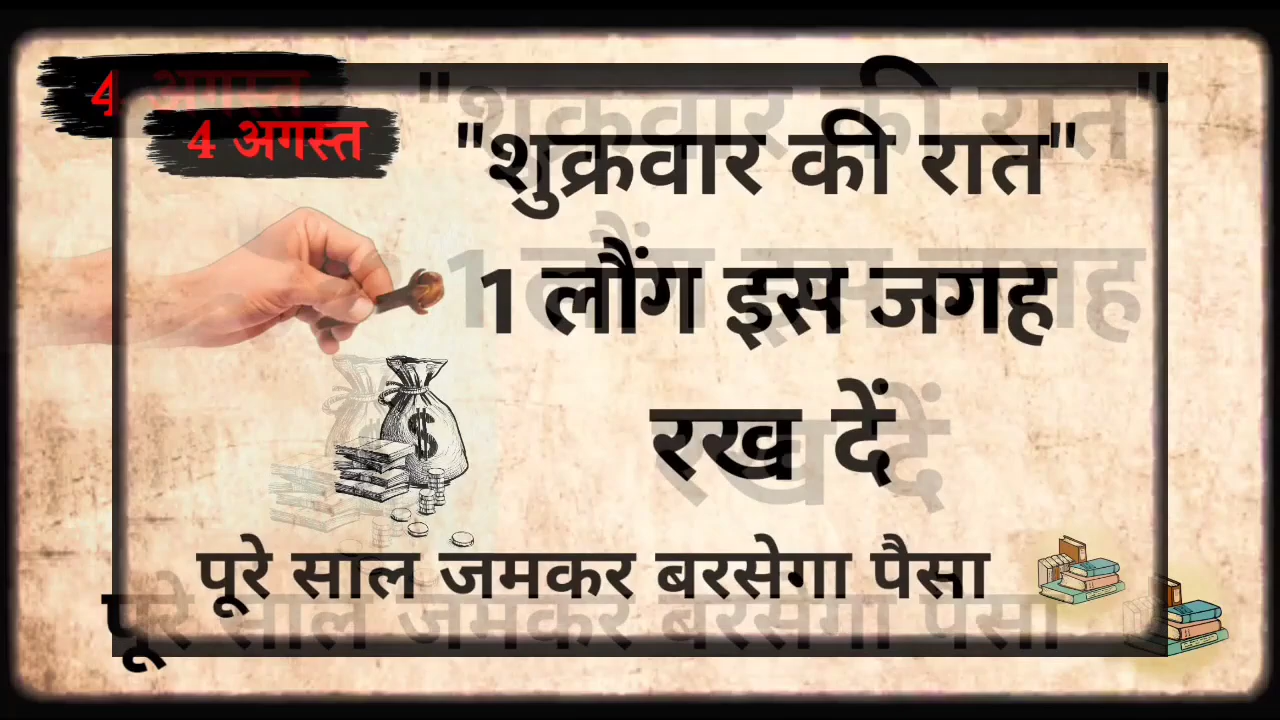 4 अगस्त
"शुक्रवार की रात"
1 लौंग इस जगह
रख दें
पूरे साल जमकर बरसेगा पैसा